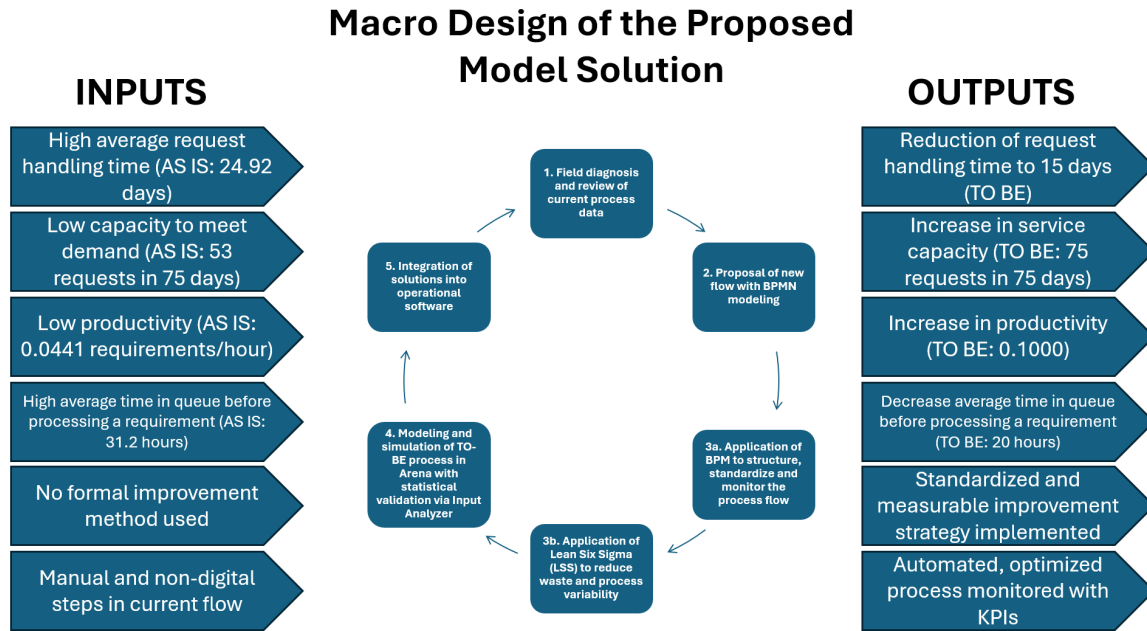 Macro Design of the Proposed
Model Solution
INPUTS
High average request
handling time (AS IS: 24.92
days)
Low capacity to meet
demand (AS IS: 53
requests in 75 days)
Low productivity (AS IS:
0.0441 requirements/hour)
High average time in queue before
processing a requirement (AS IS:
31.2 hours)
No formal improvement
method used
Manual and non-digital
steps in current flow
1. Field diagnosis
and review of
current process
data
2. Proposal of new
flow with BPMN
modeling
3a. Application of
BPM to structure,
standardize and
monitor the
process flow
3b. Application of
Lean Six Sigma
(LSS) to reduce
waste and process
variability
4. Modeling and
simulation of TO-
BE process in
Arena with
statistical
validation via Input
Analyzer
5. Integration of
solutions into
operational
software
OUTPUTS
Reduction of request
handling time to 15 days
(TO BE)
Increase in service
capacity (TO BE: 75
requests in 75 days)
Increase in productivity
(TO BE: 0.1000)
Decrease average time in queue
before processing a requirement
(TO BE: 20 hours)
Standardized and
measurable improvement
strategy implemented
Automated, optimized
process monitored with
KPIs